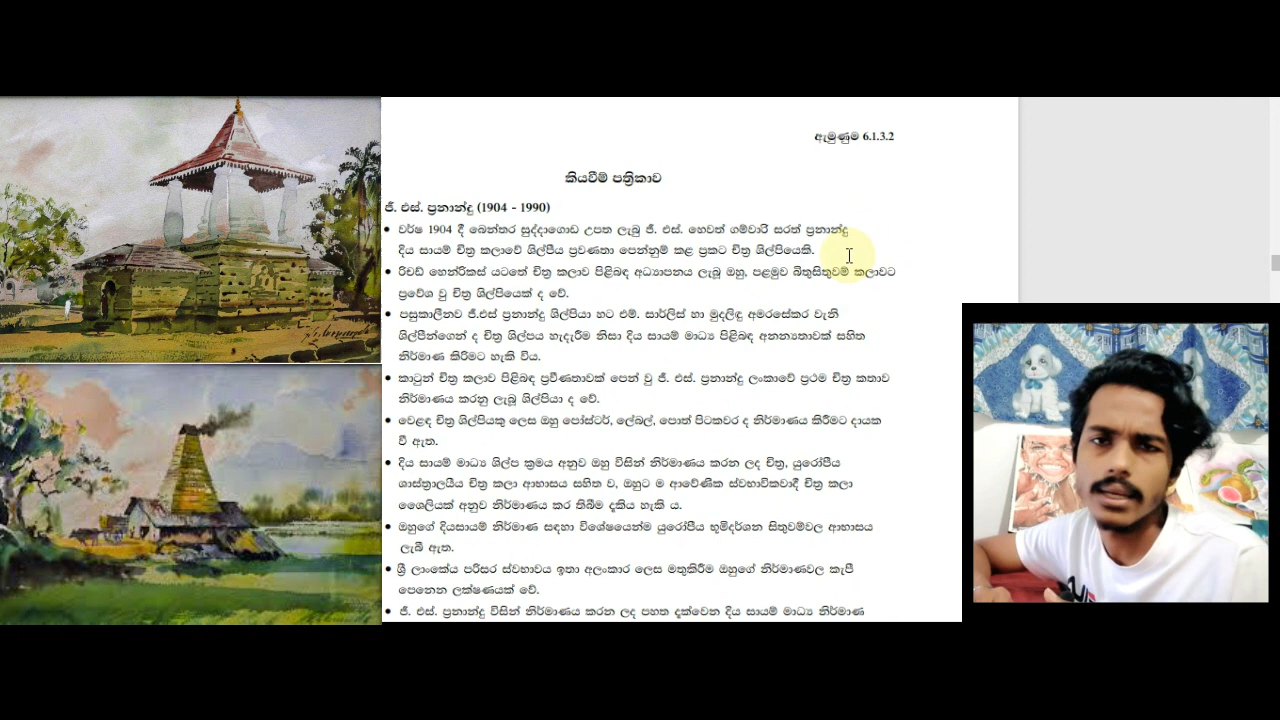 ඇමුණුම 6.1.3.2
කියවීම් පත්‍රිකාව
ජී. එස්. ප්‍රනාන්දු (1904 - 1990)
• වර්ෂ 1904 දී බෙන්තර සුද්දාගොඩ උපත ලැබූ ජී. එස්. හෙවත් ගම්වාරි සරත් ප්‍රනාන්දු
දිය සායම් චිත්‍ර කලාවේ ශිල්පීය ප්‍රවණතා පෙන්නුම් කළ ප්‍රකට චිත්‍ර ශිල්පියෙකි.
• රිචඩ් හෙන්රිකස් යටතේ චිත්‍ර කලාව පිළිබඳ අධ්‍යාපනය ලැබූ ඔහු, පළමුව බිතුසිතුවම් කලාවට
ප්‍රවේශ වු චිත්‍ර ශිල්පියෙක් ද වේ.
• පසුකාලීනව ජී.එස් ප්‍රනාන්දු ශිල්පියා හට එම්. සාර්ලිස් හා මුදලිඳු අමරසේකර වැනි
ශිල්පීන්ගෙන් ද චිත්‍ර ශිල්පය හැදෑරීම නිසා දිය සායම් මාධ්‍ය පිළිබඳ අනන්‍යතාවක් සහිත
නිර්මාණ කිරීමට හැකි විය.
• කාටුන් චිත්‍ර කලාව පිළිබඳ ප්‍රවීණතාවක් පෙන් වු ජී. එස්. ප්‍රනාන්දු ලංකාවේ ප්‍රථම චිත්‍ර කතාව
නිර්මාණය කරනු ලැබූ ශිල්පියා ද වේ.
• වෙළඳ චිත්‍ර ශිල්පියකු ලෙස ඔහු පෝස්ටර්, ලේබල්, පොත් පිටකවර ද නිර්මාණය කිරීමට දායක
වී ඇත.
• දිය සායම් මාධ්‍ය ශිල්ප ක්‍රමය අනුව ඔහු විසින් නිර්මාණය කරන ලද චිත්‍ර, යුරෝපීය
ශාස්ත්‍රාලයීය චිත්‍ර කලා ආභාසය සහිත ව, ඔහුට ම ආවේණික ස්වභාවිකවාදී චිත්‍ර කලා
ශෛලියක් අනුව නිර්මාණය කර තිබීම දැකිය හැකි ය.
• ඔහුගේ දියසායම් නිර්මාණ සඳහා විශේෂයෙන්ම යුරෝපීය භූමිදර්ශන සිතුවම්වල ආභාසය
ලැබී ඇත.
• ශ්‍රී ලාංකේය පරිසර ස්වභාවය ඉතා අලංකාර ලෙස මතුකිරීම ඔහුගේ නිර්මාණවල කැපී
පෙනෙන ලක්ෂණයක් වේ.
• ජී. එස්. ප්‍රනාන්දු විසින් නිර්මාණය කරන ලද පහත දැක්වෙන දිය සායම් මාධ්‍ය නිර්මාණ